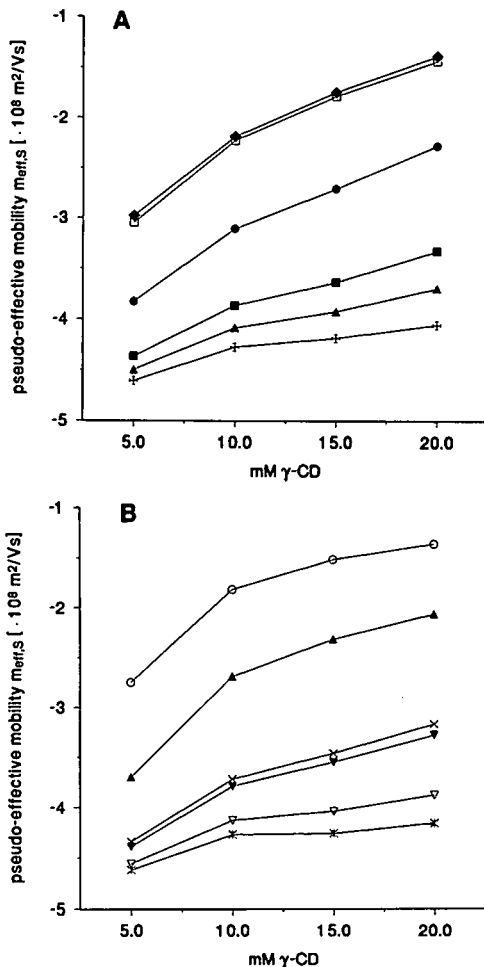 A
pseudo-effective mobility meff,s [ · 10⁸ m²/Vs]
-1
-2
-3
-4
-5
5.0 10.0 15.0 20.0
mM γ-CD
B
pseudo-effective mobility meff,s [ · 10⁸ m²/Vs]
-1
-2
-3
-4
-5
5.0 10.0 15.0 20.0
mM γ-CD